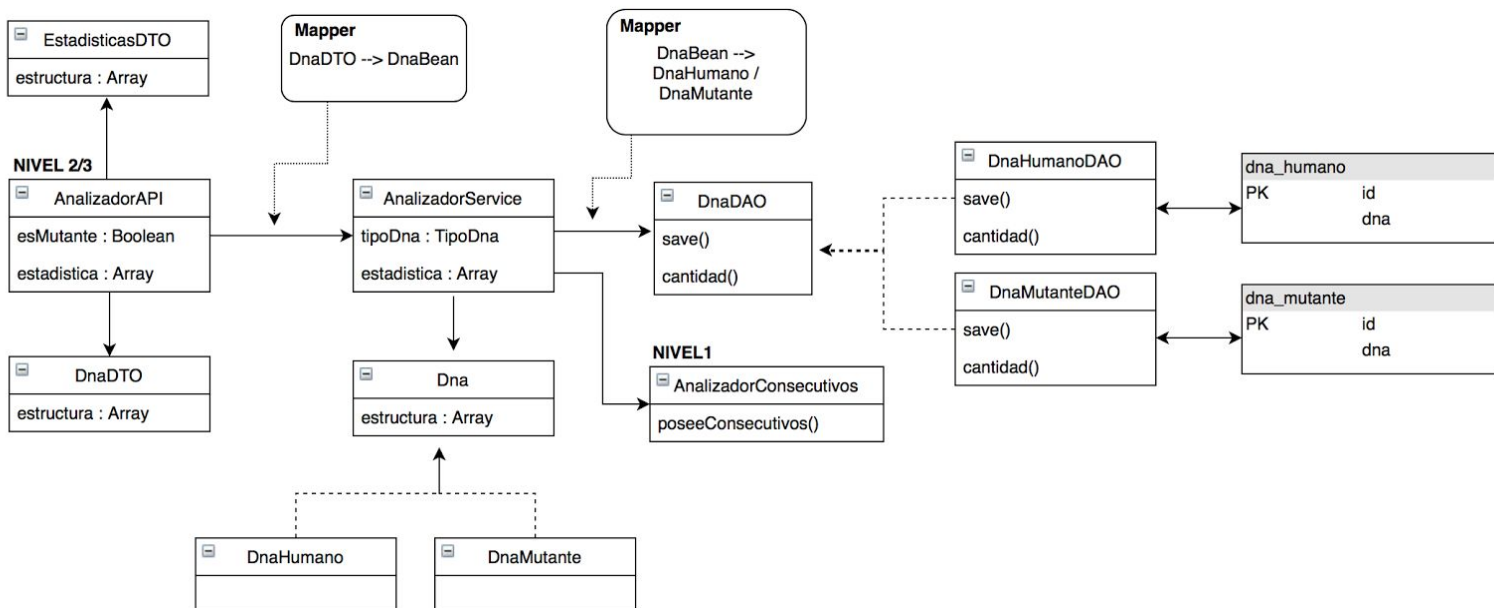 EstadisticasDTO
estructura : Array
Mapper
DnaDTO --> DnaBean
Mapper
DnaBean -->
DnaHumano /
DnaMutante
NIVEL 2/3
AnalizadorAPI
esMutante : Boolean
estadistica : Array
AnalizadorService
tipoDna : TipoDna
estadistica : Array
DnaDAO
save()
cantidad()
DnaHumanoDAO
save()
cantidad()
dna_humano
PK id
dna
DnaMutanteDAO
save()
cantidad()
dna_mutante
PK id
dna
DnaDTO
estructura : Array
Dna
estructura : Array
NIVEL1
AnalizadorConsecutivos
poseeConsecutivos()
DnaHumano
DnaMutante